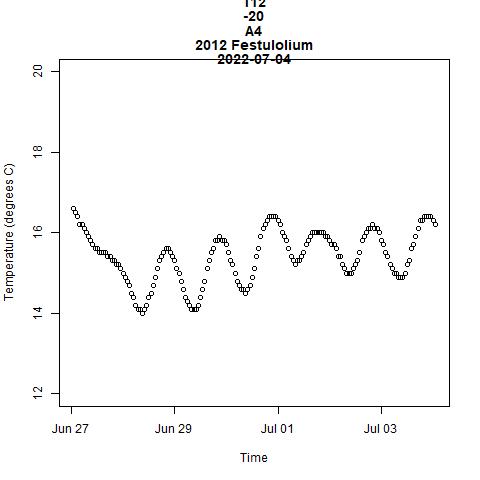 T12
-20
A4
2012 Festulolium
2022-07-04
20
18
16
14
12
Temperature (degrees C)
Jun 27 Jun 29 Jul 01 Jul 03
Time